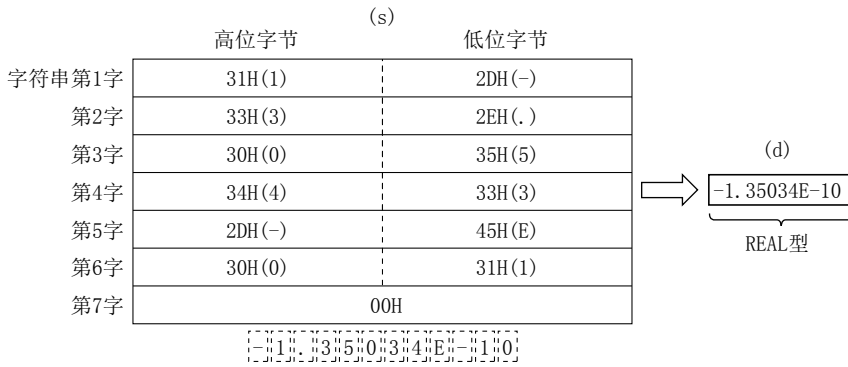 (s)
高位字节 低位字节
字符串第1字 31H(1) 2DH(-)
第2字 33H(3) 2EH(.)
第3字 30H(0) 35H(5)
第4字 34H(4) 33H(3)
第5字 2DH(-) 45H(E)
第6字 30H(0) 31H(1)
第7字 00H
-1.35034E-10
(d)
-1.35034E-10
REAL型